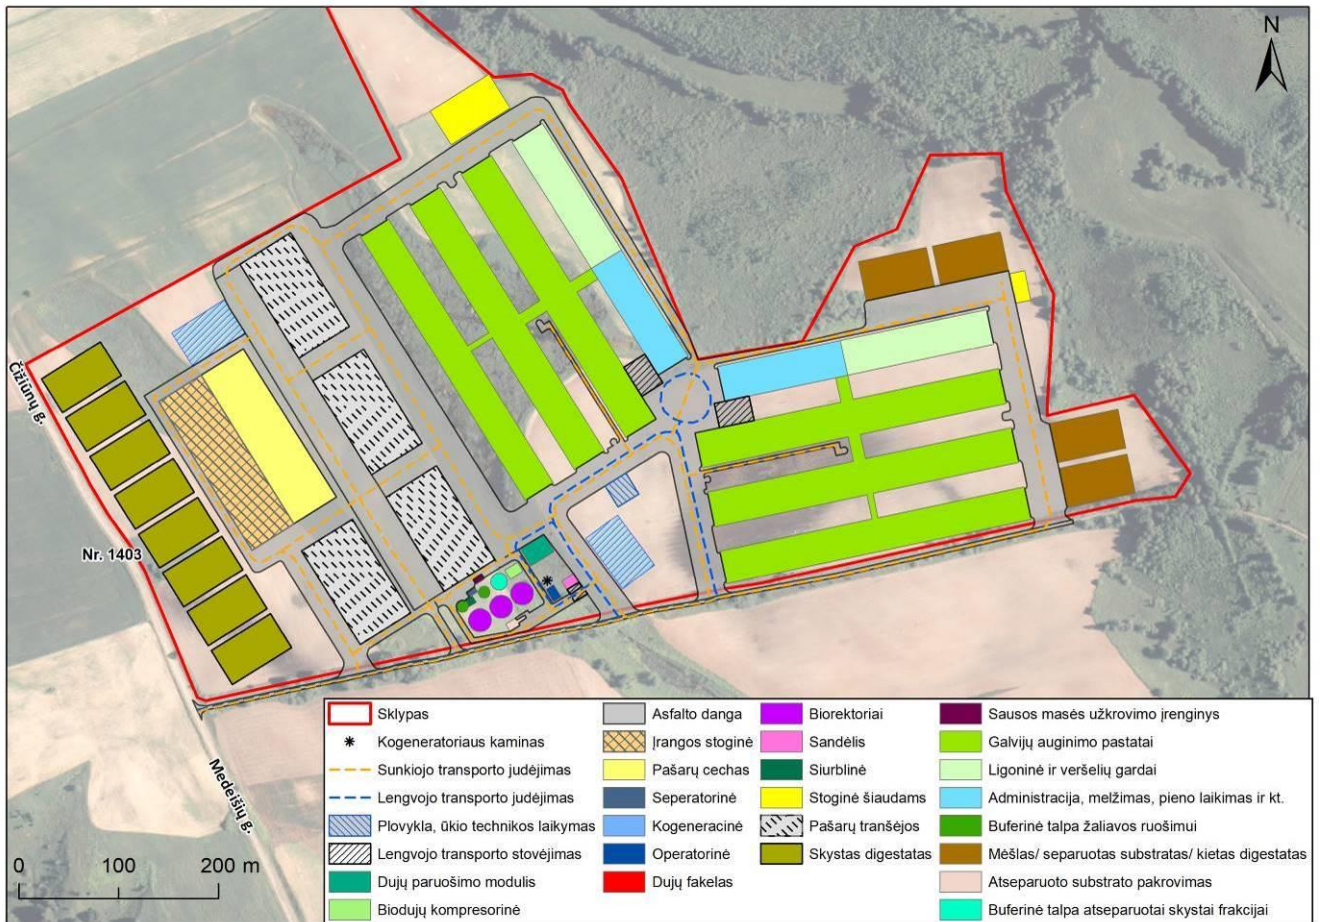 N
Čižiūnų g.
Nr. 1403
Medeišių g.
0 100 200 m
Sklypas
Kogeneratoriaus kaminas
Sunkiojo transporto judėjimas
Lengvojo transporto judėjimas
Plovykla, ūkio technikos laikymas
Lengvojo transporto stovėjimas
Dujų paruošimo modulis
Biodujų kompresorinė
Asfalto danga
Įrangos stoginė
Pašarų cechas
Seperatorinė
Kogeneracinė
Operatorinė
Dujų fakelas
Biorektoriai
Sandėlis
Siurblinė
Stoginė šiaudams
Pašarų tranšėjos
Skystas digestatas
Sausos masės užkrovimo įrenginys
Galvijų auginimo pastatai
Ligoninė ir veršelių gardai
Administracija, melžimas, pieno laikimas ir kt.
Buferinė talpa žaliavos ruošimui
Mėšlas/ separuotas substratas/ kietas digestatas
Atseparuoto substrato pakrovimas
Buferinė talpa atseparuotai skystai frakcijai